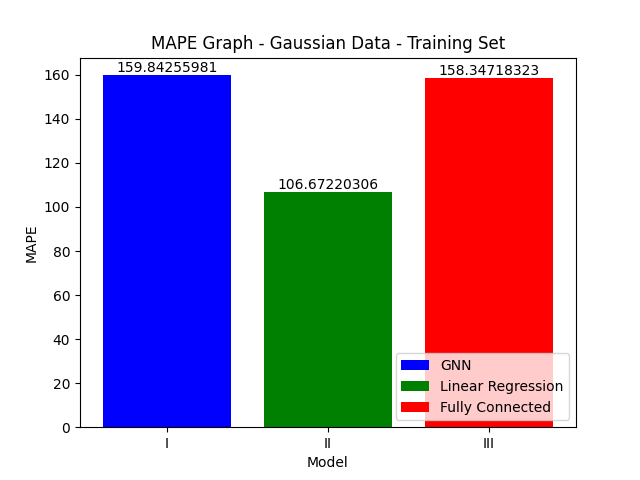 MAPE Graph - Gaussian Data - Training Set
159.84255981
158.34718323
106.67220306
160
140
120
100
80
60
40
20
0
MAPE
GNN
Linear Regression
Fully Connected
I
II
III
Model